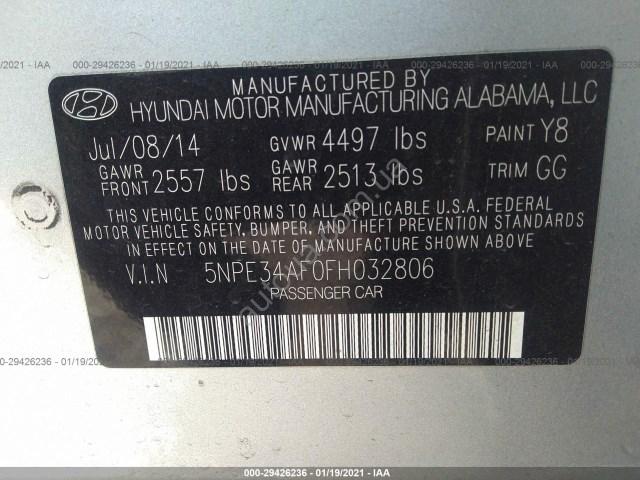 000-29426236 - 01/19/2021 - IAA
MANUFACTURED BY
HYUNDAI MOTOR MANUFACTURING ALABAMA, LLC
Jul/08/14 GVWR 4497 lbs PAINT Y8
GAWR FRONT 2557 lbs GAWR REAR 2513 lbs TRIM GG
THIS VEHICLE CONFORMS TO ALL APPLICABLE U.S.A. FEDERAL
MOTOR VEHICLE SAFETY, BUMPER, AND THEFT PREVENTION STANDARDS
IN EFFECT ON THE DATE OF MANUFACTURE SHOWN ABOVE.
V.I.N 5NPE34AF0FH032806
PASSENGER CAR
000-29426236 - 01/19/2021 - IAA